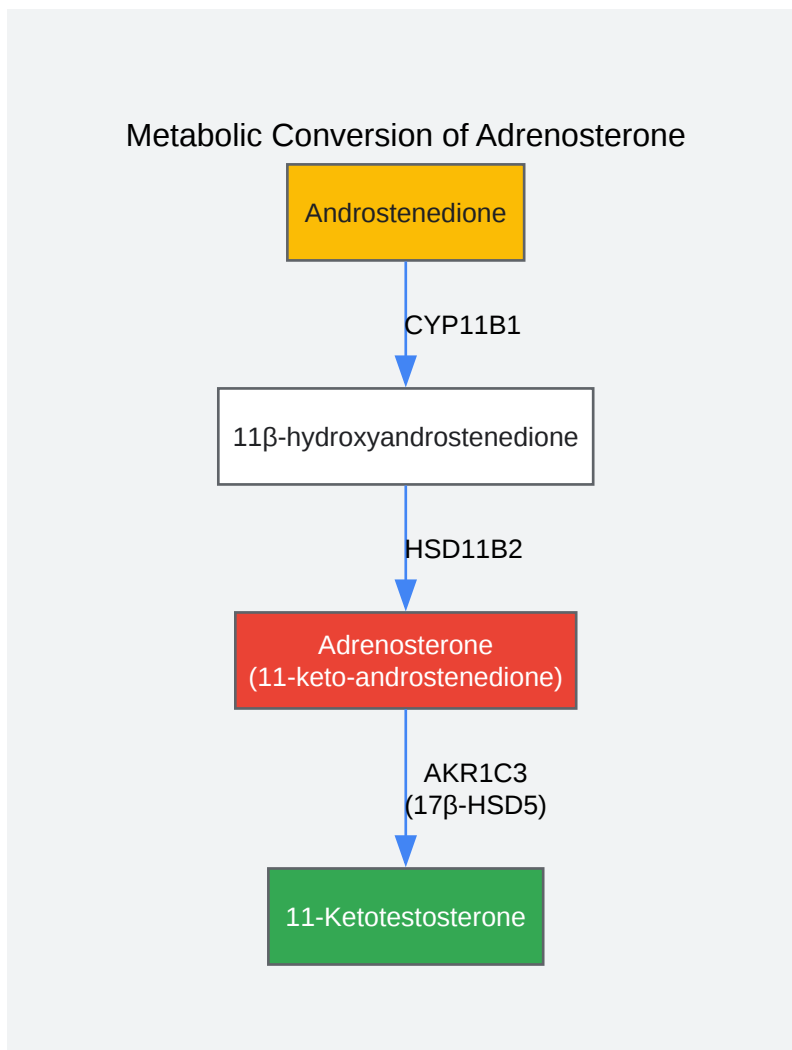 Metabolic Conversion of Adrenosterone
Androstenedione
CYP11B1
11β-hydroxyandrostenedione
HSD11B2
Adrenosterone
(11-keto-androstenedione)
AKR1C3
(17β-HSD5)
11-Ketotestosterone